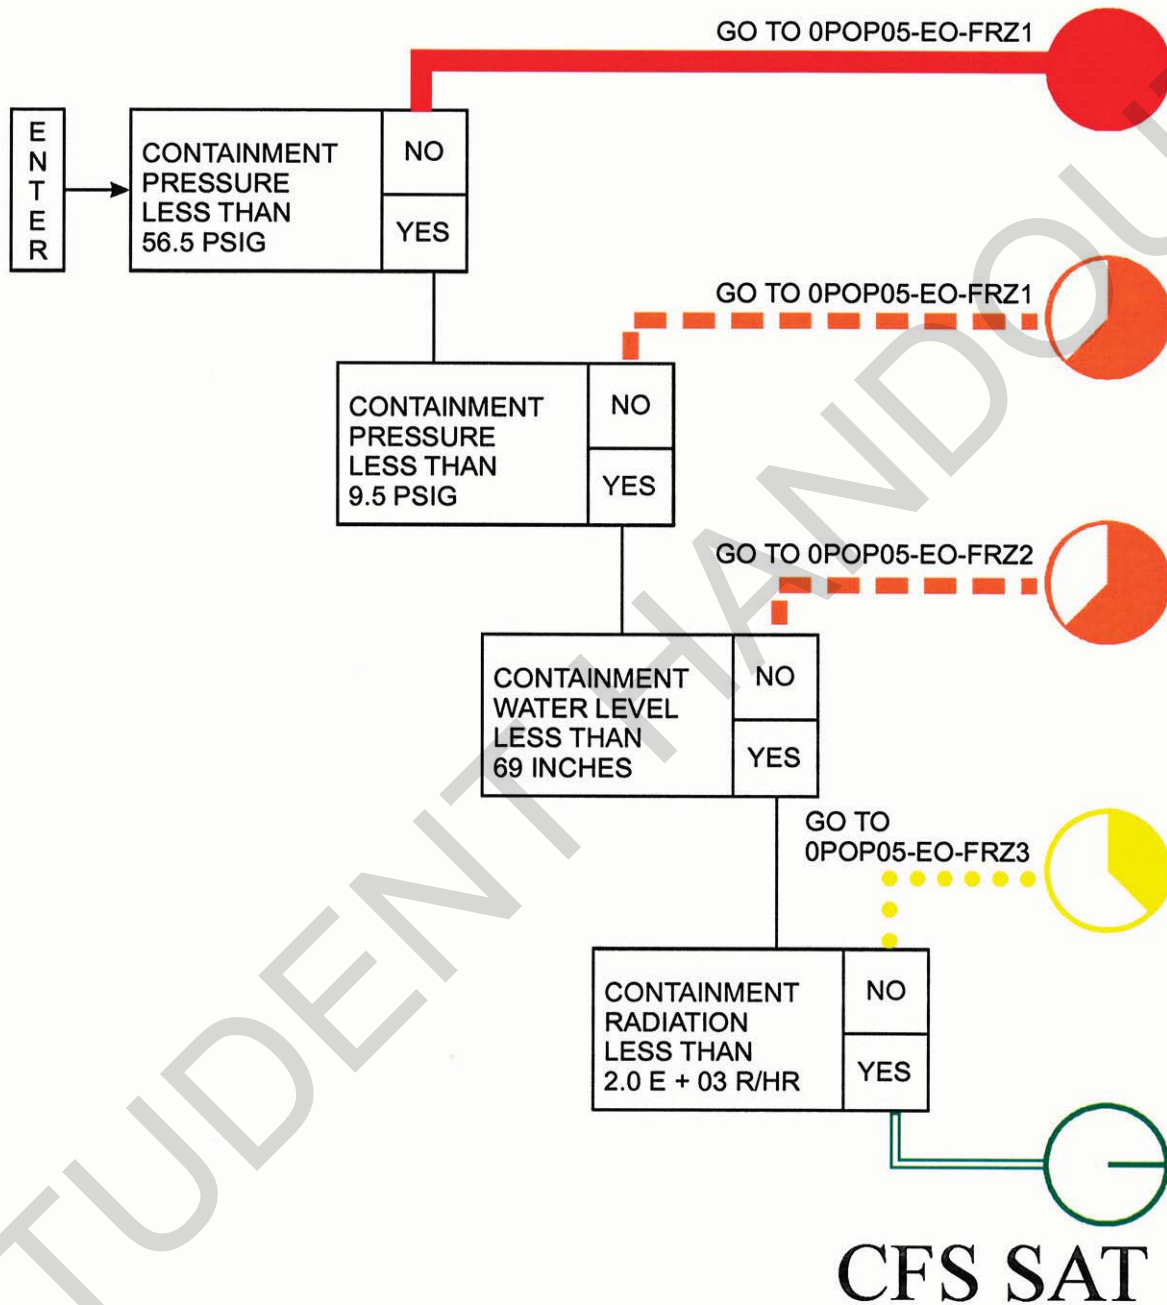 GO TO 0POP05-EO-FRZ1
E
N
T
E
R
CONTAINMENT
PRESSURE
LESS THAN
56.5 PSIG
NO
YES
GO TO 0POP05-EO-FRZ1
CONTAINMENT
PRESSURE
LESS THAN
9.5 PSIG
NO
YES
GO TO 0POP05-EO-FRZ2
CONTAINMENT
WATER LEVEL
LESS THAN
69 INCHES
NO
YES
GO TO
0POP05-EO-FRZ3
CONTAINMENT
RADIATION
LESS THAN
2.0 E + 03 R/HR
NO
YES
CFS SAT
TUDENT HANDOUT